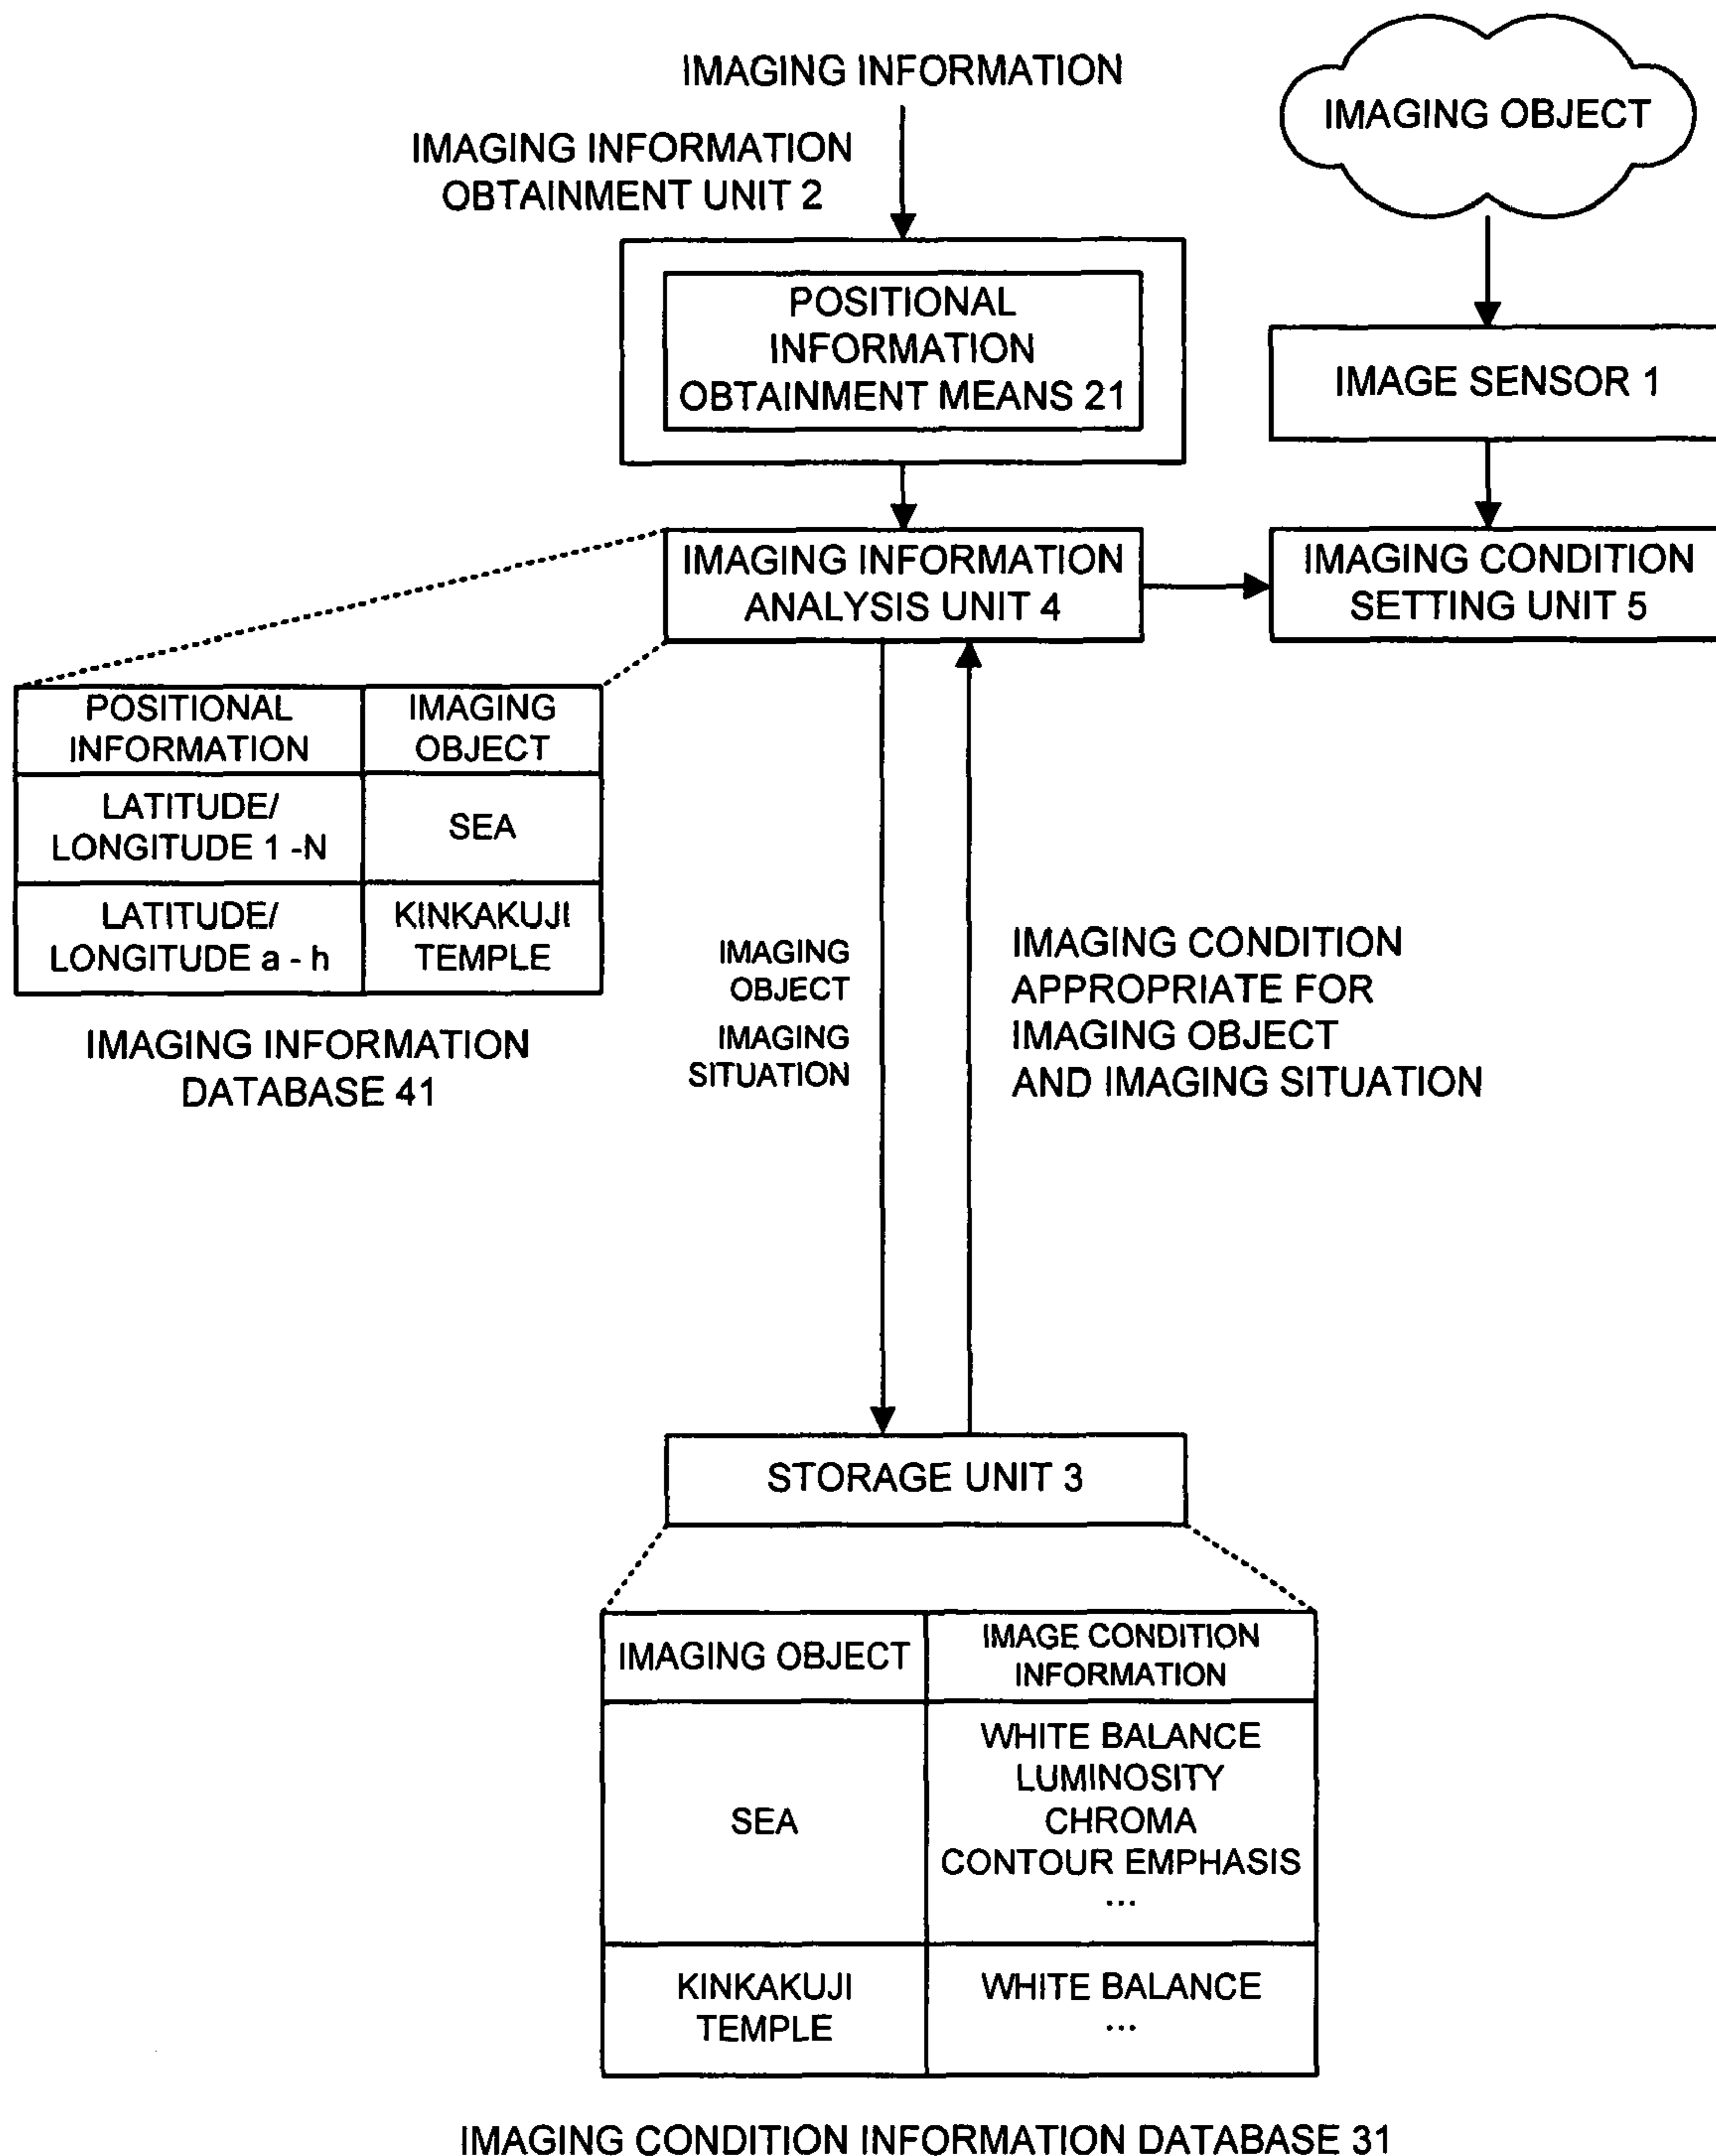 IMAGING INFORMATION
IMAGING OBJECT
IMAGING INFORMATION
OBTAINMENT UNIT 2
POSITIONAL
INFORMATION
OBTAINMENT MEANS 21
IMAGE SENSOR 1
IMAGING INFORMATION
ANALYSIS UNIT 4
IMAGING CONDITION
SETTING UNIT 5
POSITIONAL
INFORMATION
IMAGING
OBJECT
LATITUDE/
LONGITUDE 1 -N
SEA
LATITUDE/
LONGITUDE a - h
KINKAKUJI
TEMPLE
IMAGING INFORMATION
DATABASE 41
IMAGING
OBJECT
IMAGING
SITUATION
IMAGING CONDITION
APPROPRIATE FOR
IMAGING OBJECT
AND IMAGING SITUATION
STORAGE UNIT 3
IMAGING OBJECT
IMAGE CONDITION
INFORMATION
SEA
WHITE BALANCE
LUMINOSITY
CHROMA
CONTOUR EMPHASIS
...
KINKAKUJI
TEMPLE
WHITE BALANCE
...
IMAGING CONDITION INFORMATION DATABASE 31